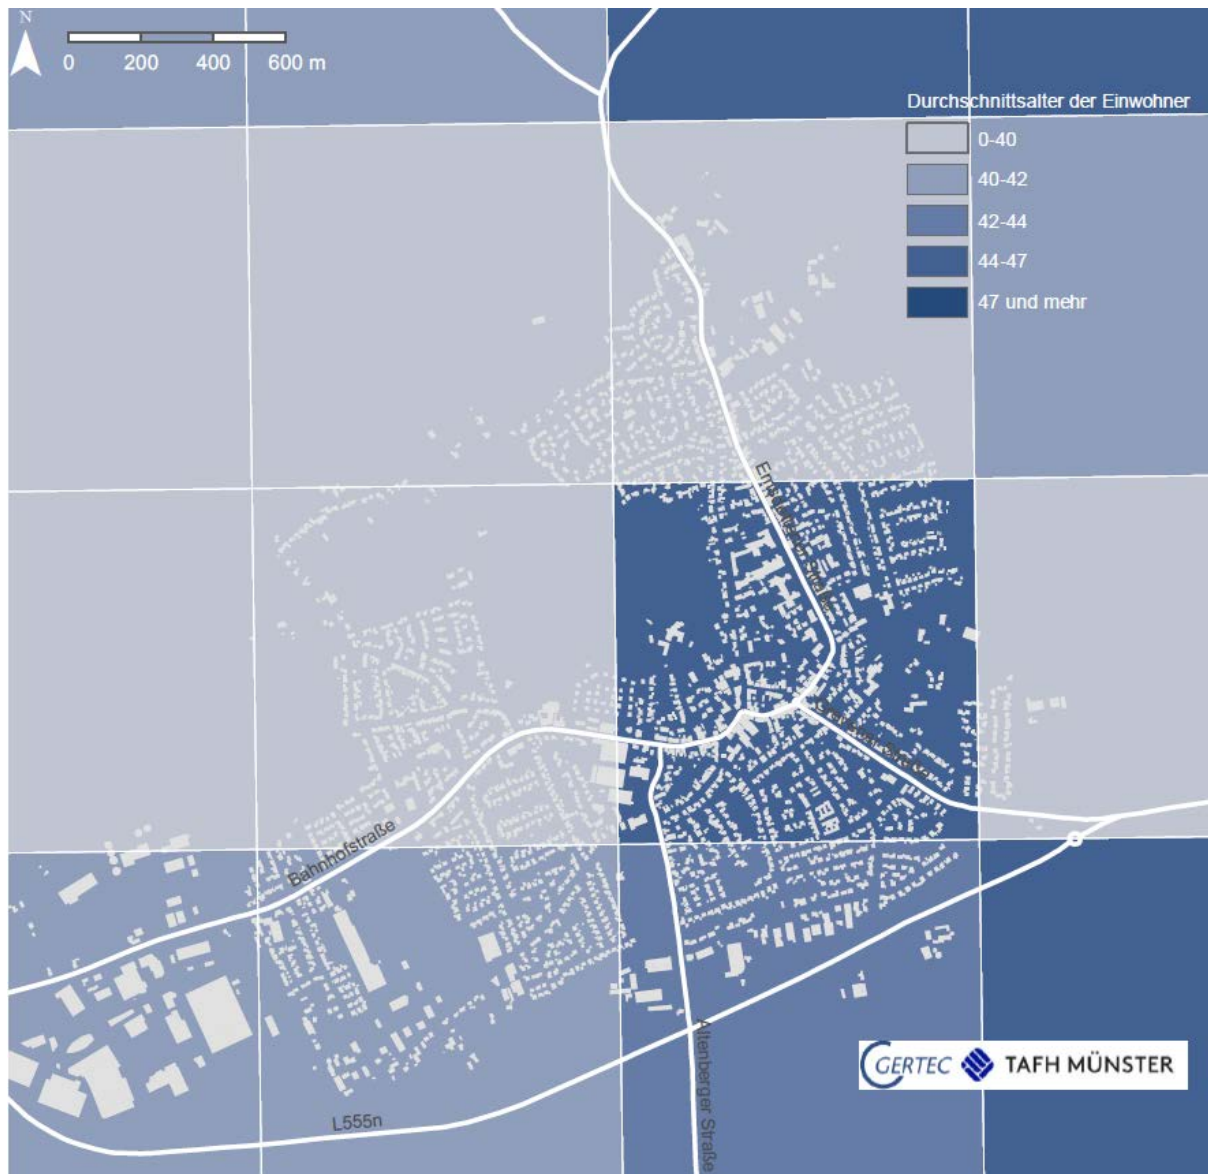 N
0 200 400 600 m
Durchschnittsalter der Einwohner
0-40
40-42
42-44
44-47
47 und mehr
Bahnhofstraße
L555n
Altenberger Straße
GERTEC TAFH MÜNSTER